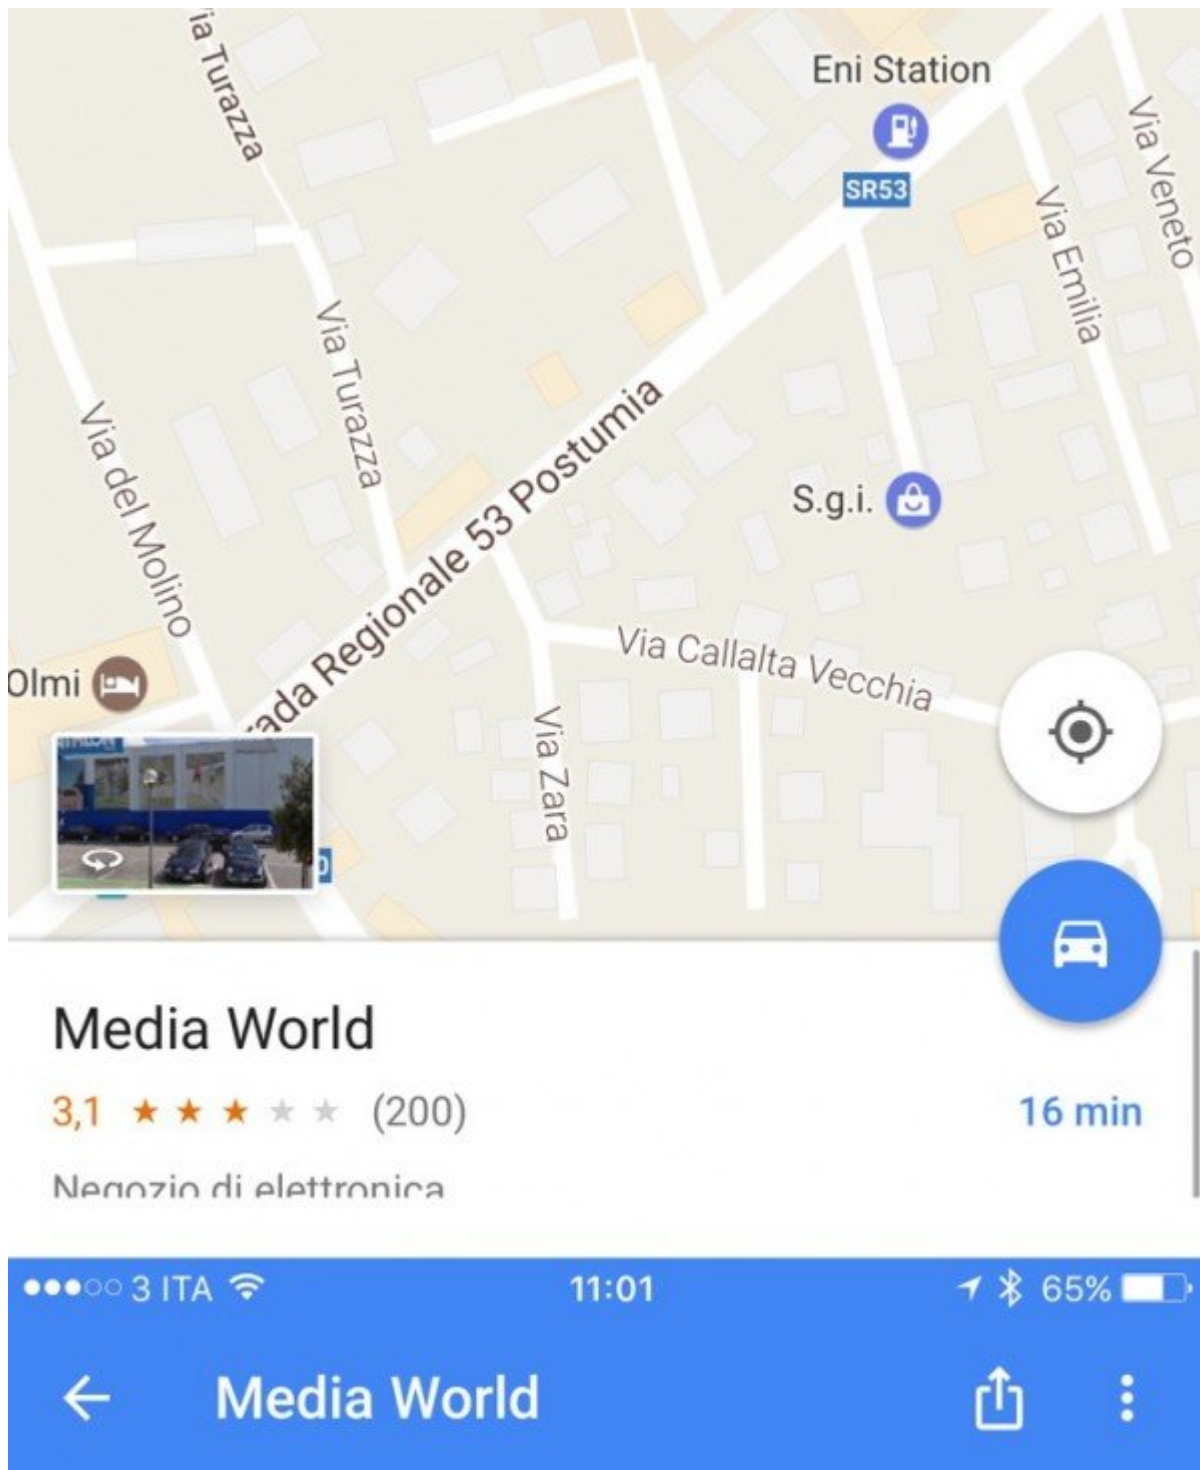 ia Turazza
Eni Station
SR53
Via Veneto
Via Emilia
Via Turazza
Via del Molino
rada Regionale 53 Postumia
S.g.i.
Via Callalta Vecchia
Olmi
Via Zara
Media World
3,1 (200)
16 min
Negozio di elettronica
3 ITA 11:01 65%
Media World